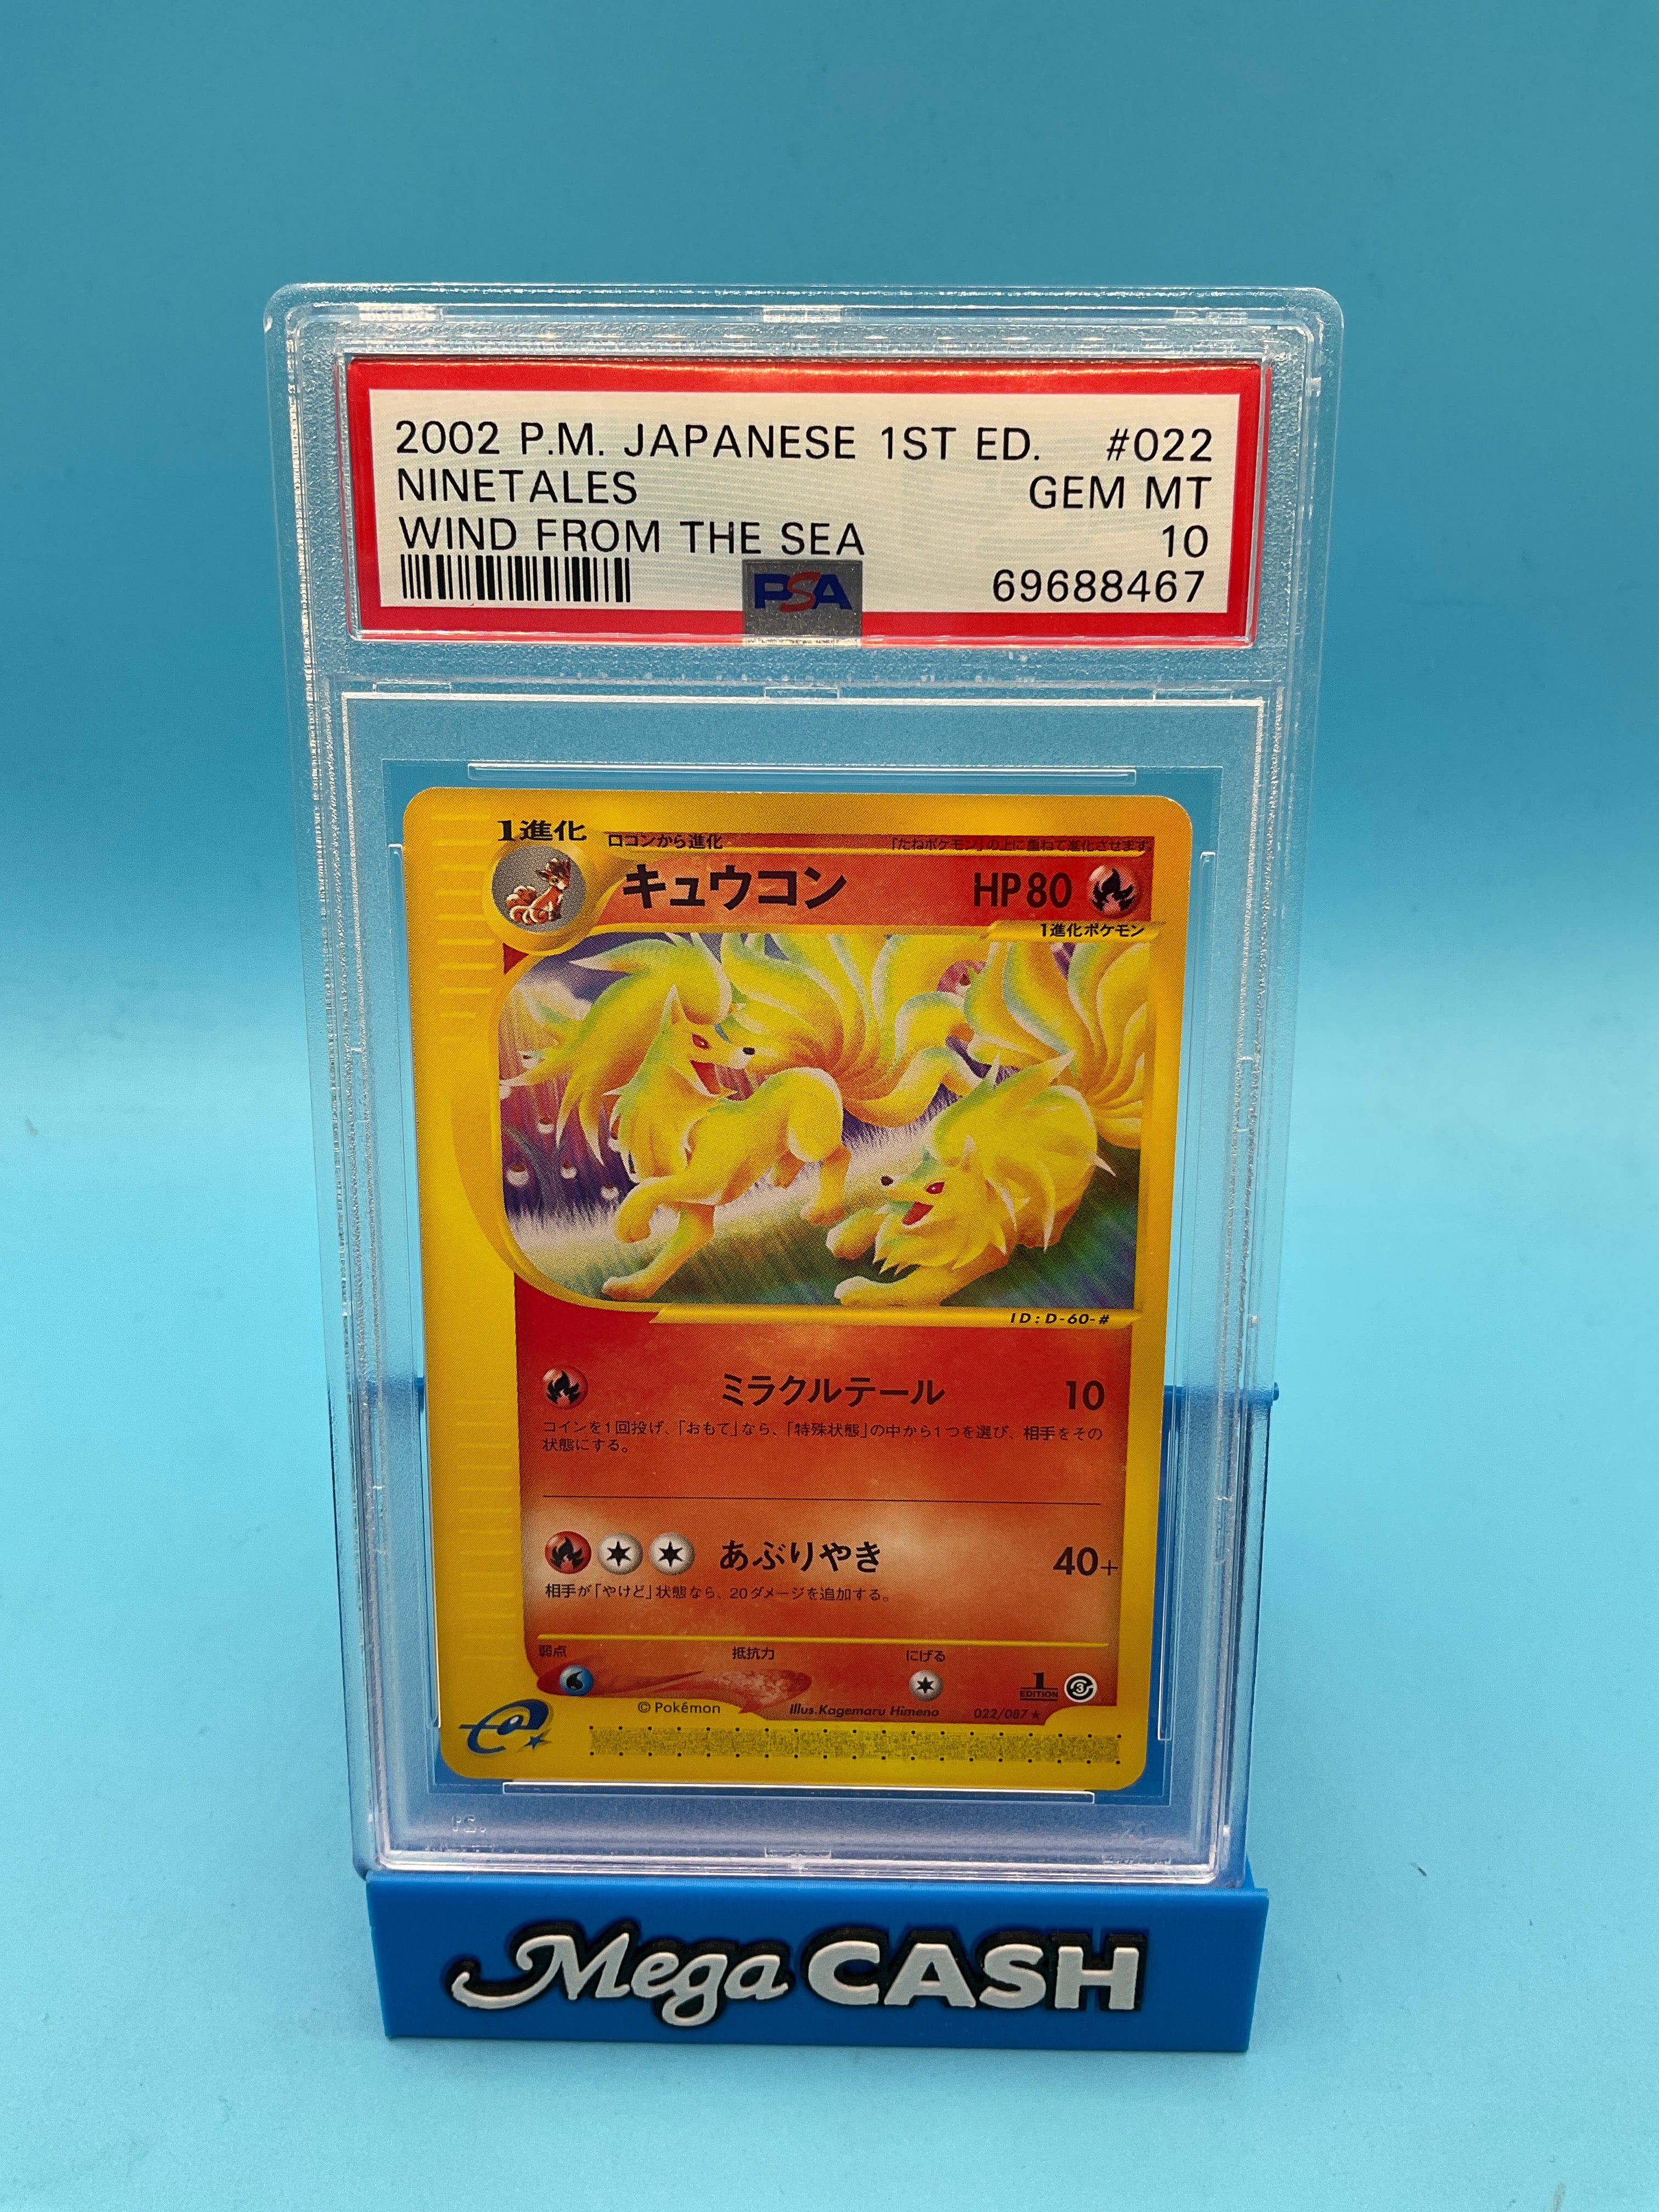 2002 P.M. JAPANESE 1ST ED. #022
NINETALES GEM MT
WIND FROM THE SEA 10
PSA 69688467
1進化 ロコンから進化 「たねポケモン」の上に重ねて進化させます。
キュウコン HP80
1進化ポケモン
ID:D-60-#
ミラクルテール 10
コインを1回投げ、「おもて」なら、「特殊状態」の中から1つを選び、相手をその
状態にする。
あぶりやき 40+
相手が「やけど」状態なら、20ダメージを追加する。
弱点 抵抗力 にげる
1 EDITION 3
© Pokémon Illus.Kagemaru Himeno 022/087 ★
e
Mega CASH